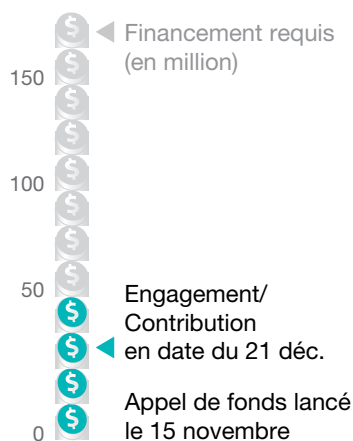 Financement requis
(en million)
150
100
50
Engagement/
Contribution
en date du 21 déc.
Appel de fonds lancé
le 15 novembre
0
$
$
$
$
$
$
$
$
$
$
$
$